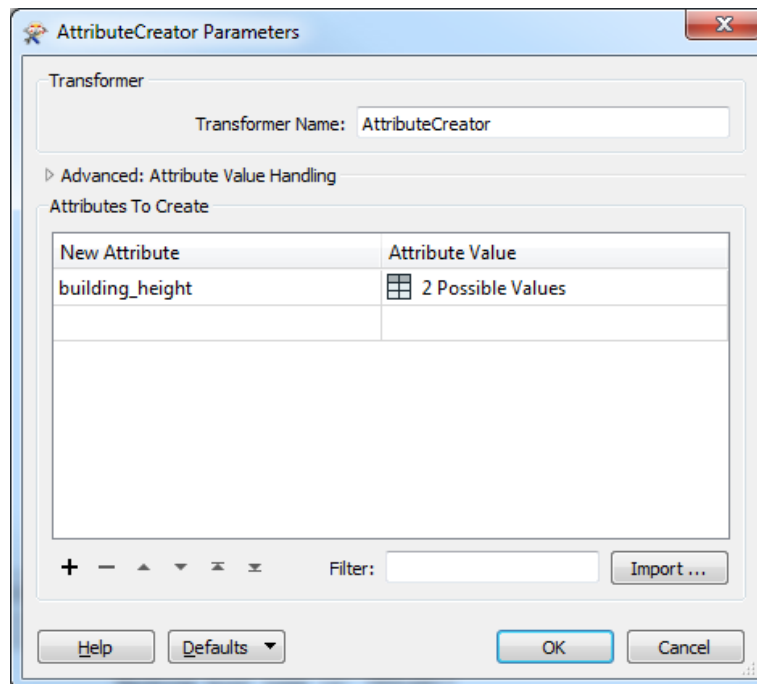 AttributeCreator Parameters
Transformer
Transformer Name: AttributeCreator
Advanced: Attribute Value Handling
Attributes To Create
New Attribute Attribute Value
building_height 2 Possible Values
Filter: Import ...
Help Defaults OK Cancel